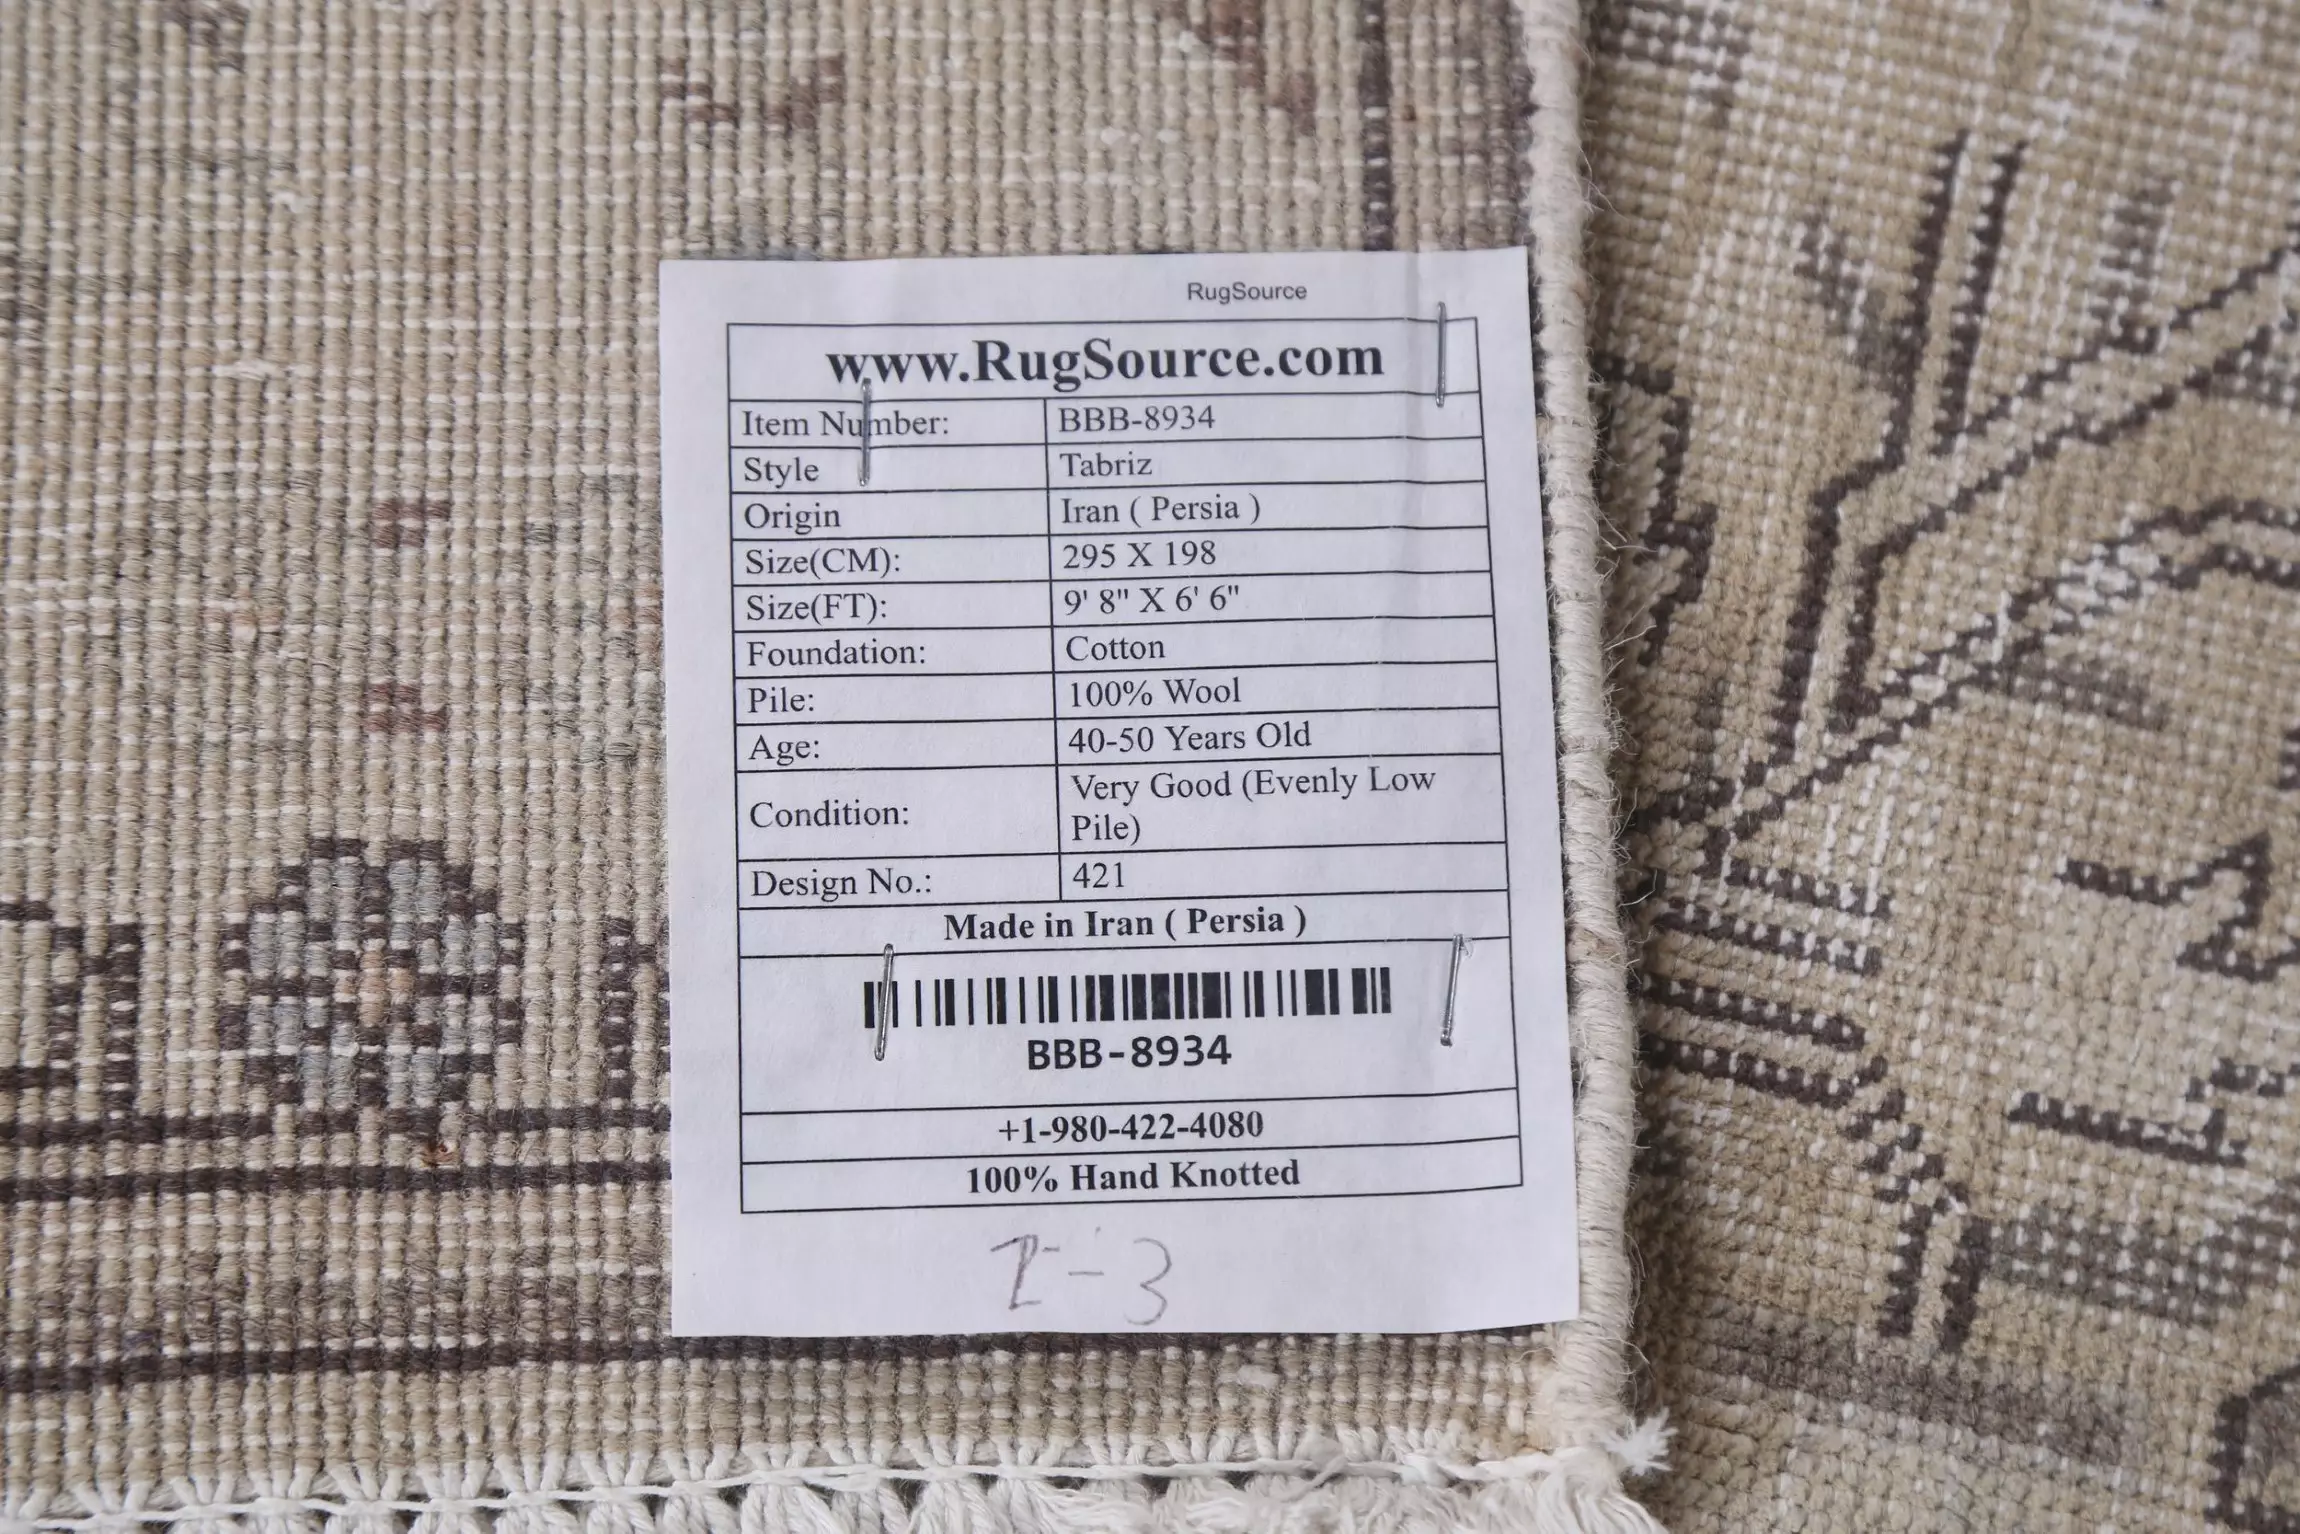 RugSource
www.RugSource.com
Item Number: BBB-8934
Style Tabriz
Origin Iran ( Persia )
Size(CM): 295 X 198
Size(FT): 9' 8" X 6' 6"
Foundation: Cotton
Pile: 100% Wool
Age: 40-50 Years Old
Condition: Very Good (Evenly Low
Pile)
Design No.: 421
Made in Iran ( Persia )
BBB-8934
+1-980-422-4080
100% Hand Knotted